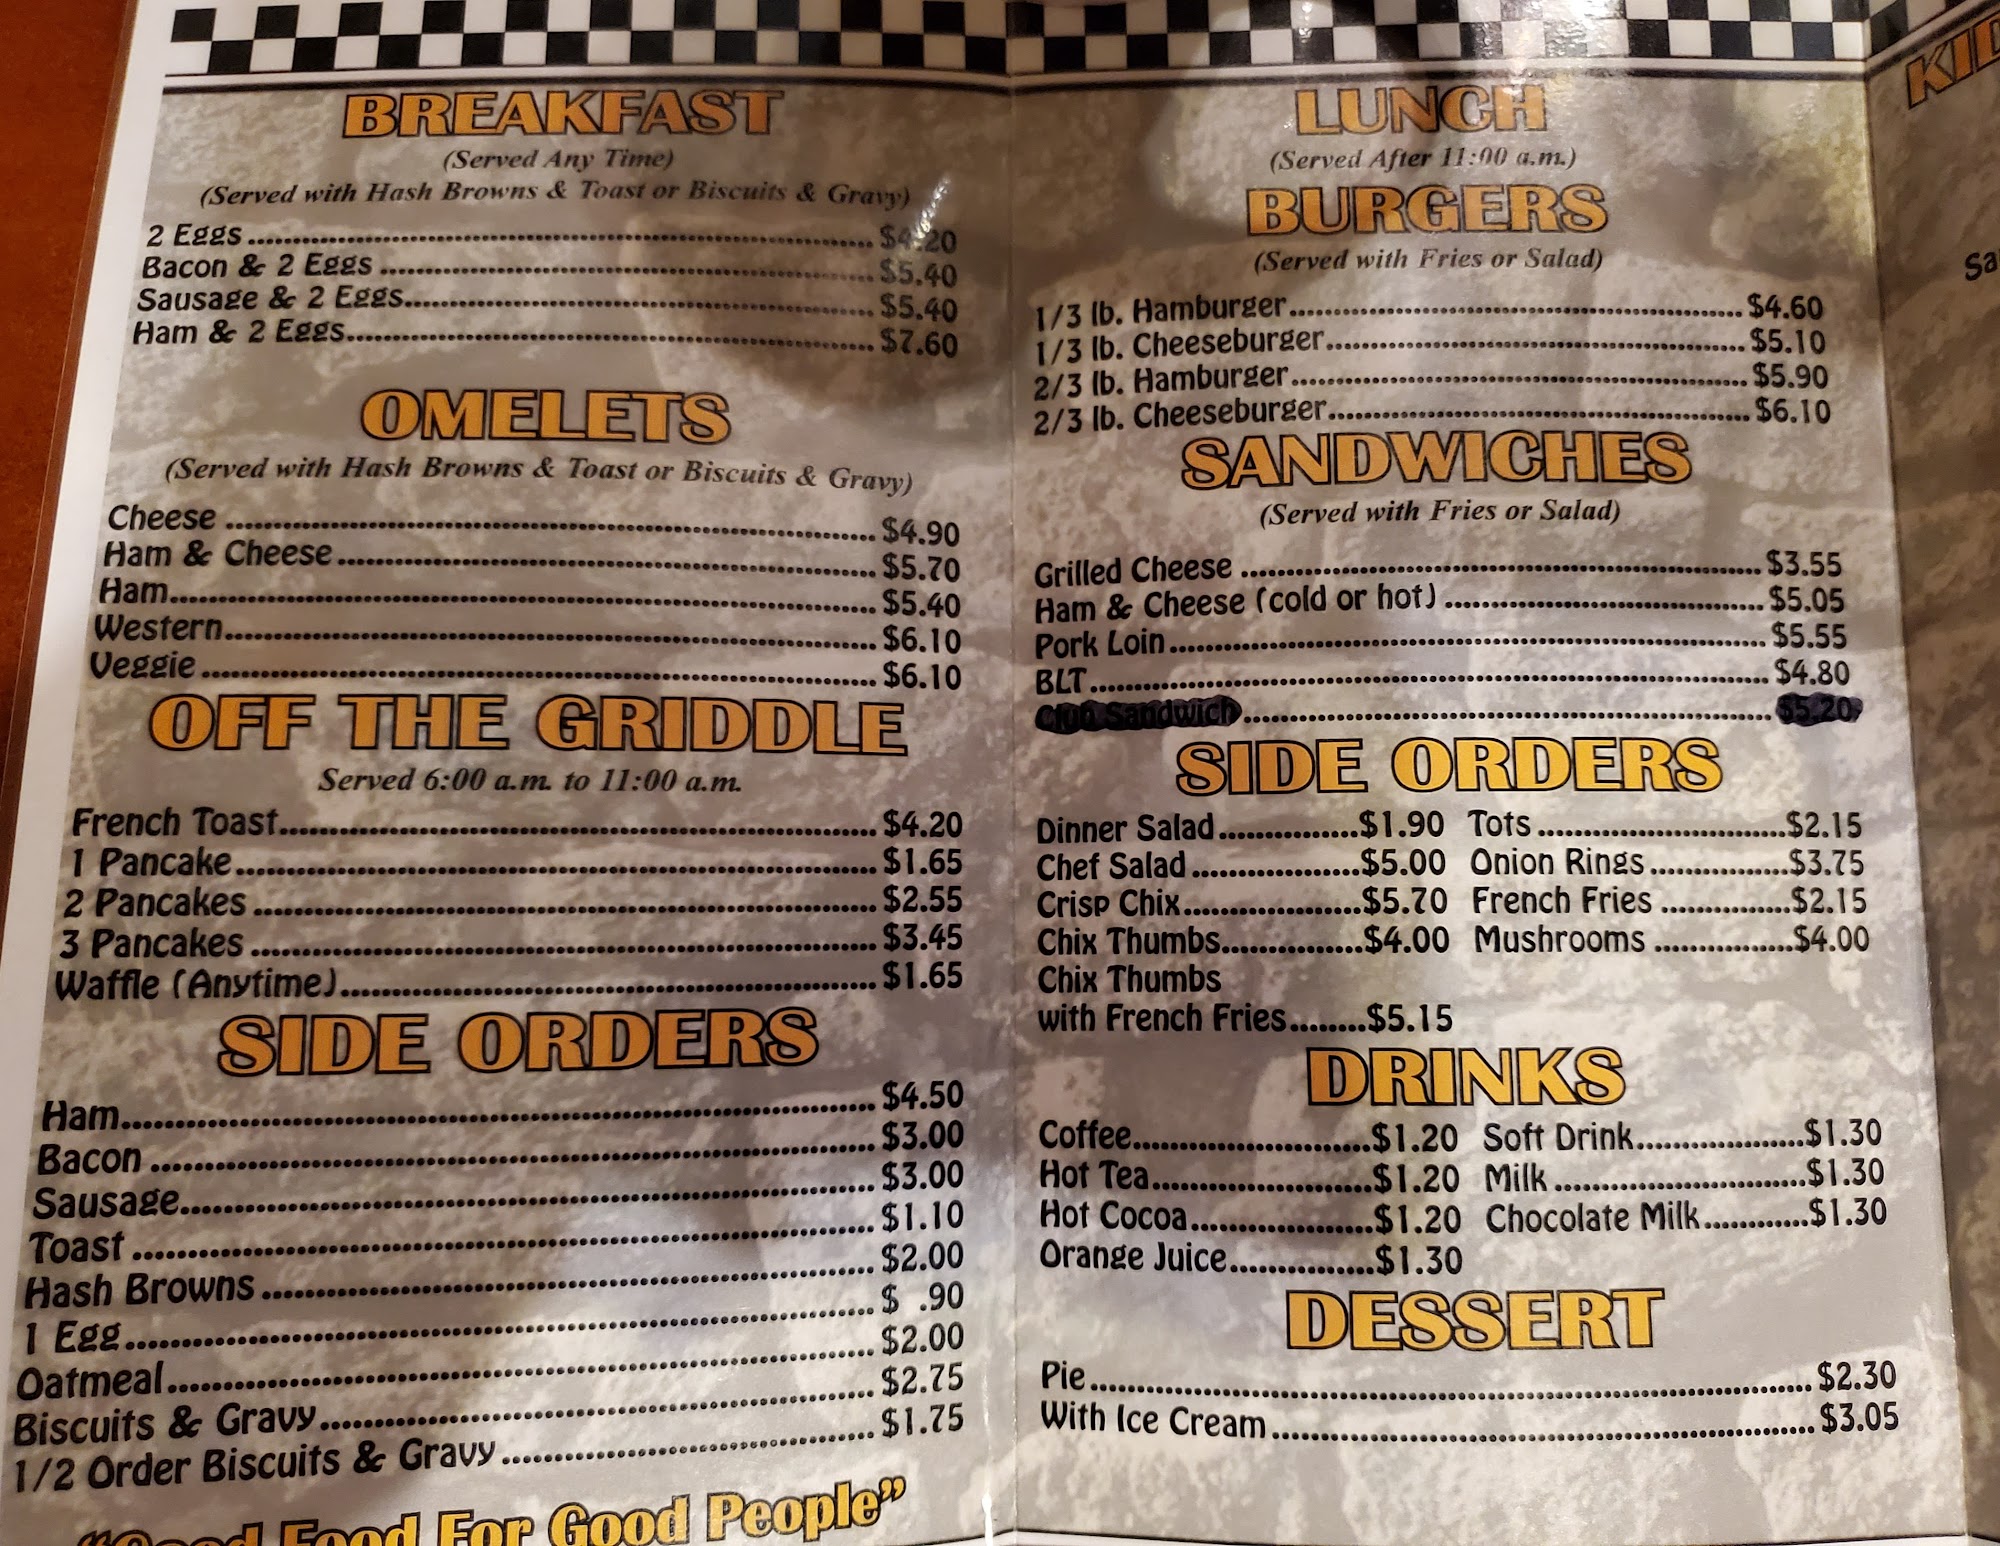 BREAKFAST
(Served Any Time)
(Served with Hash Browns & Toast or Biscuits & Gravy)
2 Eggs $4.20
Bacon & 2 Eggs $5.40
Sausage & 2 Eggs $5.40
Ham & 2 Eggs $7.60
OMELETS
(Served with Hash Browns & Toast or Biscuits & Gravy)
Cheese $4.90
Ham & Cheese $5.70
Ham $5.40
Western $6.10
Veggie $6.10
OFF THE GRIDDLE
Served 6:00 a.m. to 11:00 a.m.
French Toast $4.20
1 Pancake $1.65
2 Pancakes $2.55
3 Pancakes $3.45
Waffle (Anytime) $1.65
SIDE ORDERS
Ham $4.50
Bacon $3.00
Sausage $3.00
Toast $1.10
Hash Browns $2.00
1 Egg $ .90
Oatmeal $2.00
Biscuits & Gravy $2.75
1/2 Order Biscuits & Gravy $1.75
"Good Food For Good People"
LUNCH
(Served After 11:00 a.m.)
BURGERS
(Served with Fries or Salad)
1/3 lb. Hamburger $4.60
1/3 lb. Cheeseburger $5.10
2/3 lb. Hamburger $5.90
2/3 lb. Cheeseburger $6.10
SANDWICHES
(Served with Fries or Salad)
Grilled Cheese $3.55
Ham & Cheese (cold or hot) $5.05
Pork Loin $5.55
BLT $4.80
Club Sandwich $5.20
SIDE ORDERS
Dinner Salad $1.90 Tots $2.15
Chef Salad $5.00 Onion Rings $3.75
Crisp Chix $5.70 French Fries $2.15
Chix Thumbs $4.00 Mushrooms $4.00
Chix Thumbs
with French Fries $5.15
DRINKS
Coffee $1.20 Soft Drink $1.30
Hot Tea $1.20 Milk $1.30
Hot Cocoa $1.20 Chocolate Milk $1.30
Orange Juice $1.30
DESSERT
Pie $2.30
With Ice Cream $3.05